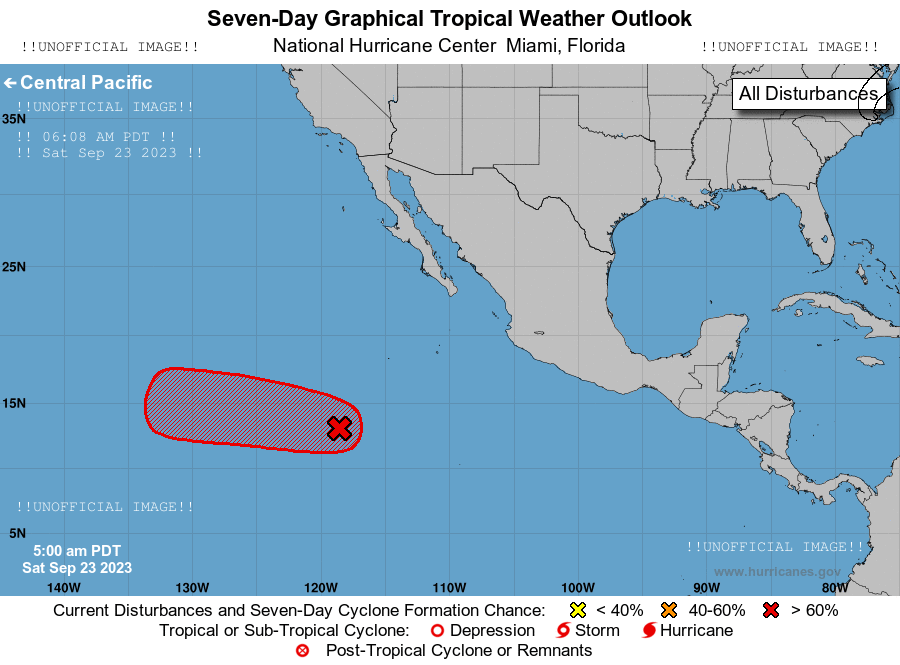 Seven-Day Graphical Tropical Weather Outlook
!!UNOFFICIAL IMAGE!! National Hurricane Center Miami, Florida !!UNOFFICIAL IMAGE!!
← Central Pacific
All Disturbances
!!UNOFFICIAL IMAGE!!
35N
!! 06:08 AM PDT !!
!! Sat Sep 23 2023 !!
25N
15N
!!UNOFFICIAL IMAGE!!
5N
5:00 am PDT
Sat Sep 23 2023
!!UNOFFICIAL IMAGE!!
www.hurricanes.gov
140W 130W 120W 110W 100W 90W 80W
Current Disturbances and Seven-Day Cyclone Formation Chance: < 40% 40-60% > 60%
Tropical or Sub-Tropical Cyclone: Depression Storm Hurricane
Post-Tropical Cyclone or Remnants